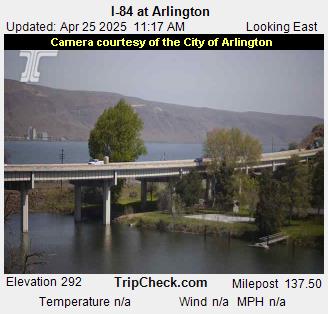 I-84 at Arlington
Updated: Apr 25 2025 11:17 AM Looking East
Camera courtesy of the City of Arlington
Elevation 292 TripCheck.com Milepost 137.50
Temperature n/a Wind n/a MPH n/a